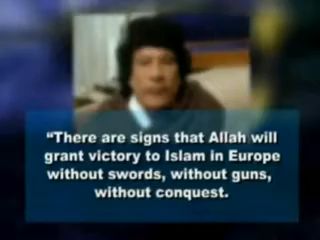 “There are signs that Allah will
grant victory to Islam in Europe
without swords, without guns,
without conquest.